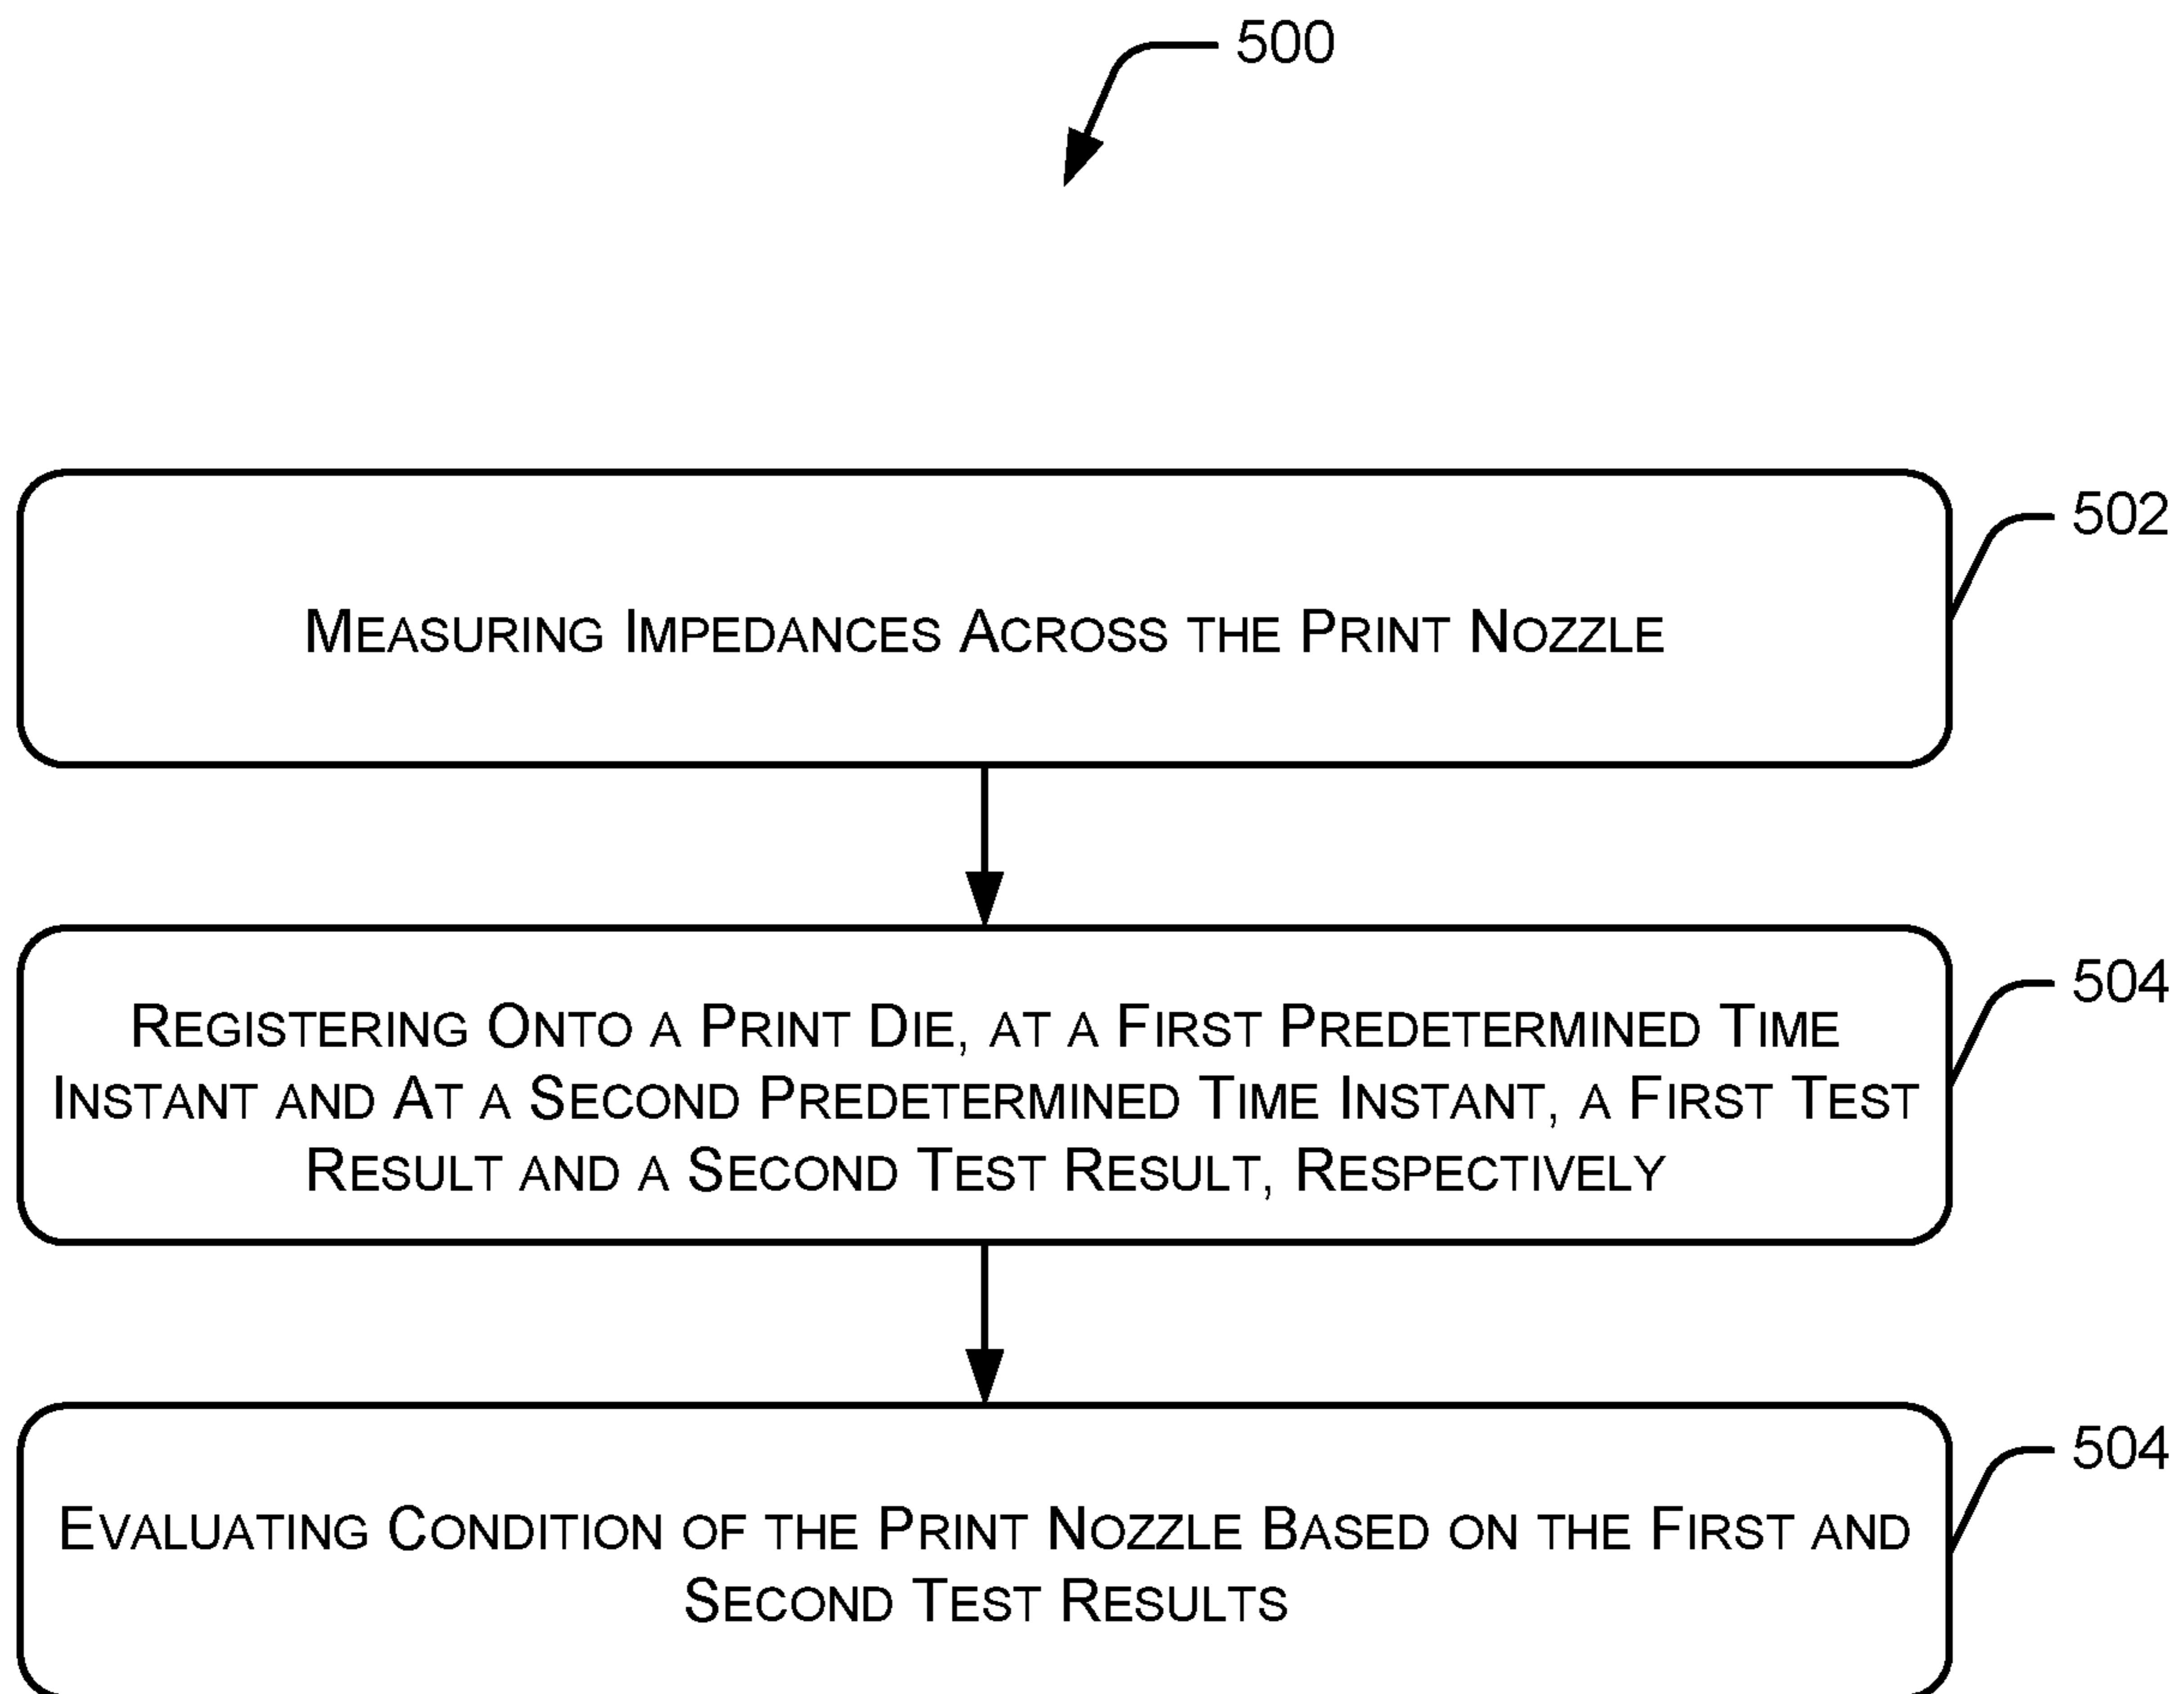 500
502
Measuring Impedances Across the Print Nozzle
504
Registering Onto a Print Die, at a First Predetermined Time
Instant and At a Second Predetermined Time Instant, a First Test
Result and a Second Test Result, Respectively
504
Evaluating Condition of the Print Nozzle Based on the First and
Second Test Results